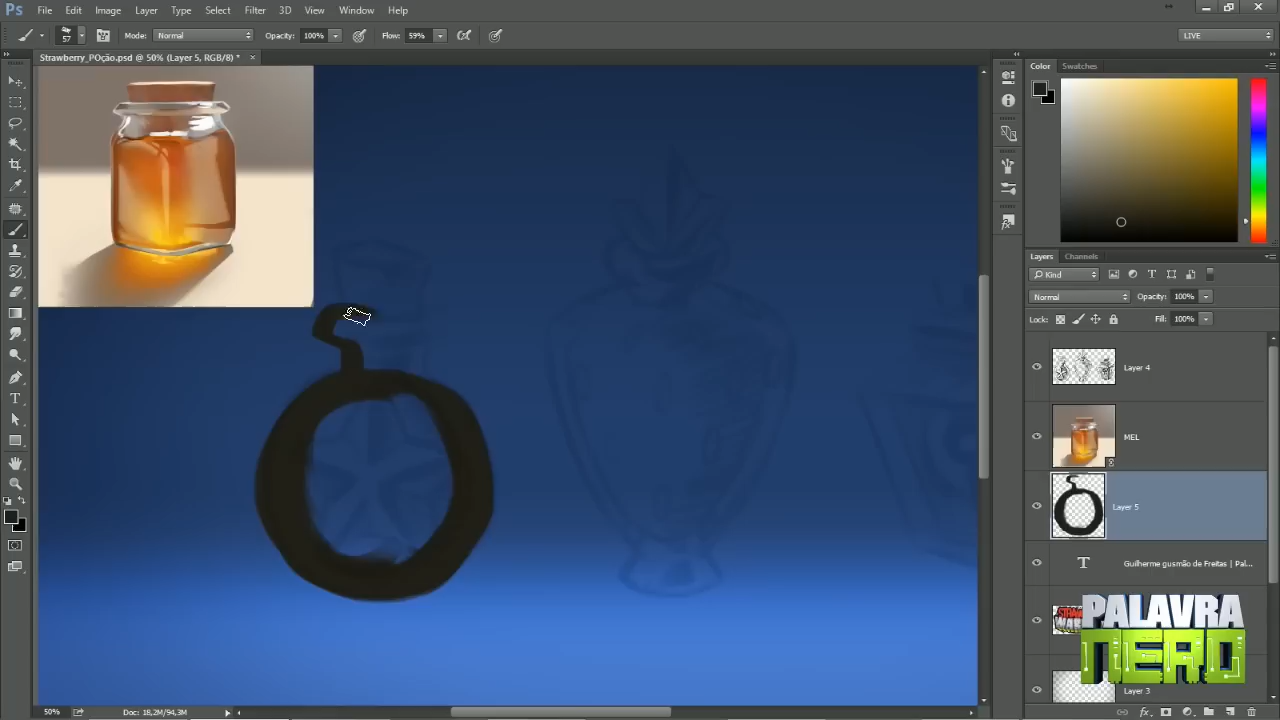 Ps File Edit Image Layer Type Select Filter 3D View Window Help
57 Mode: Normal Opacity: 100% Flow: 59% LIVE
Strawberry_POção.psd @ 50% (Layer 5, RGB/8) *
Color Swatches
Layers Channels
Kind
Normal Opacity: 100%
Lock: Fill: 100%
Layer 4
MEL
Layer 5
T Guilherme gusmão de Freitas | Pal...
PALAVRA
NERD
Layer 3
50% Doc: 18,2M/94,3M